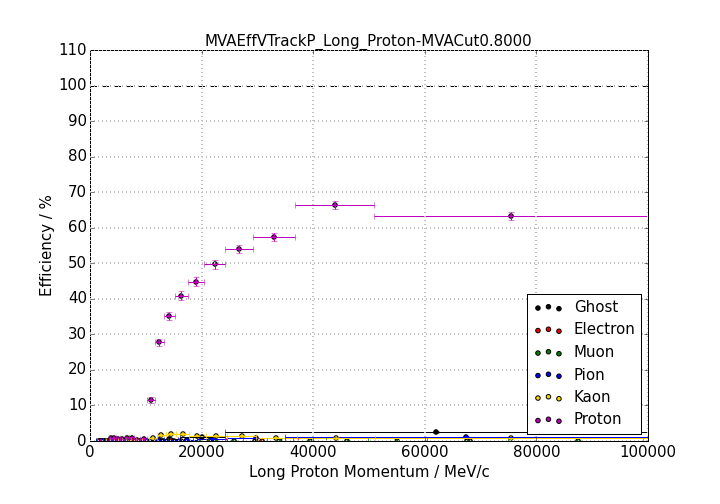 MVAEffVTrackP_Long_Proton-MVACut0.8000
110
100
90
80
70
60
50
40
30
20
10
0
Efficiency / %
Ghost
Electron
Muon
Pion
Kaon
Proton
0 20000 40000 60000 80000 100000
Long Proton Momentum / MeV/c